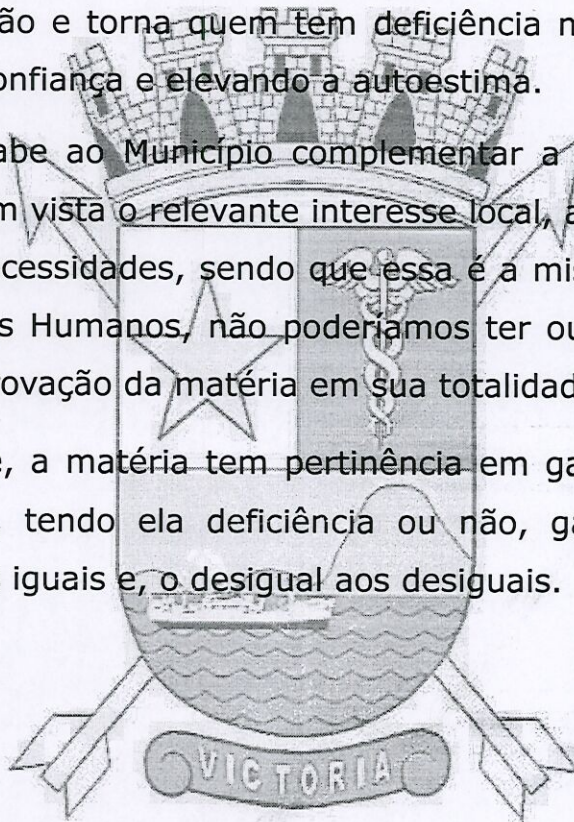 ão e torna quem tem deficiência n
onfiança e elevando a autoestima.
abe ao Município complementar a
m vista o relevante interesse local, a
cessidades, sendo que essa é a mis
s Humanos, não poderíamos ter ou
rovação da matéria em sua totalidad
e, a matéria tem pertinência em ga
tendo ela deficiência ou não, ga
iguais e, o desigual aos desiguais.
VICTORIA